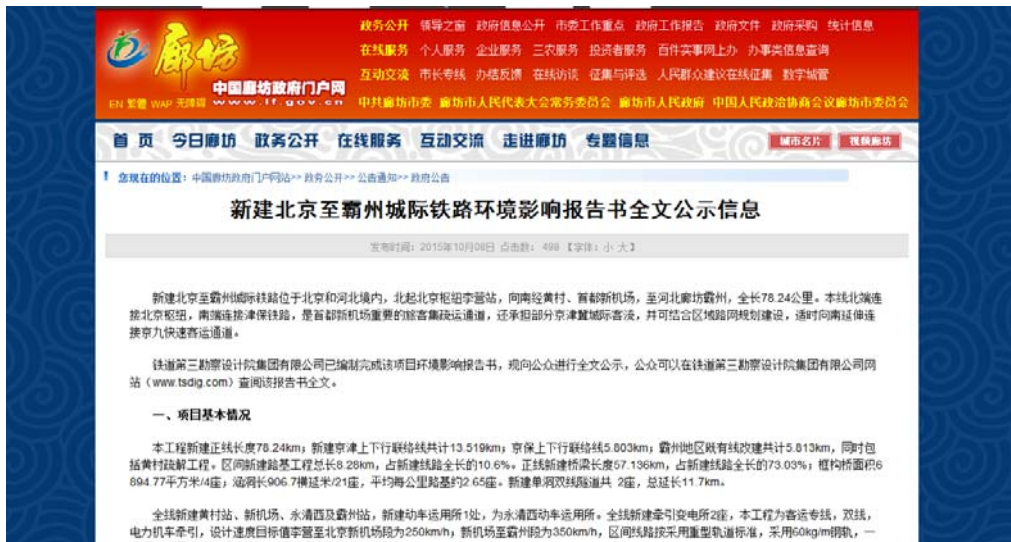 政务公开 领导之窗 政府信息公开 市委工作重点 政府工作报告 政府文件 政府采购 统计信息
在线服务 个人服务 企业服务 三农服务 投资者服务 百件实事网上办 办事类信息查询
互动交流 市长专线 办结反馈 在线访谈 征集与评选 人民群众建议在线征集 数字城管
廊坊
中国廊坊政府门户网
www.lf.gov.cn
EN 繁體 WAP 无障碍
中共廊坊市委 廊坊市人民代表大会常务委员会 廊坊市人民政府 中国人民政治协商会议廊坊市委员会
首 页 今日廊坊 政务公开 在线服务 互动交流 走进廊坊 专题信息 城市名片 视频廊坊
您现在的位置：中国廊坊政府门户网站>> 政务公开>> 公告通知>> 政府公告
新建北京至霸州城际铁路环境影响报告书全文公示信息
发布时间：2015年10月08日 点击数： 498 【字体：小 大】
新建北京至霸州城际铁路位于北京和河北境内，北起北京枢纽李营站，向南经黄村、首都新机场，至河北廊坊霸州，全长78.24公里。本线北端连
接北京枢纽，南端连接津保铁路，是首都新机场重要的旅客集疏运通道，还承担部分京津冀城际客流，并可结合区域路网规划建设，适时向南延伸连
接京九快速客运通道。
铁道第三勘察设计院集团有限公司已编制完成该项目环境影响报告书，现向公众进行全文公示，公众可以在铁道第三勘察设计院集团有限公司网
站（www.tsdig.com）查阅该报告书全文。
一、项目基本情况
本工程新建正线长度78.24km；新建京津上下行联络线共计13.519km；京保上下行联络线5.803km；霸州地区既有线改建共计5.813km，同时包
括黄村疏解工程。区间新建路基工程总长8.28km，占新建线路全长的10.6%。正线新建桥梁长度57.136km，占新建线路全长的73.03%；框构桥面积6
894.77平方米/4座；涵洞长906.7横延米/21座，平均每公里路基约2.65座。新建单洞双线隧道共 2座，总延长11.7km。
全线新建黄村站、新机场、永清西及霸州站，新建动车运用所1处，为永清西动车运用所。全线新建牵引变电所2座，本工程为客运专线，双线，
电力机车牵引，设计速度目标值李营至北京新机场段为250km/h，新机场至霸州段为350km/h，区间线路按采用重型轨道标准，采用60kg/m钢轨，一